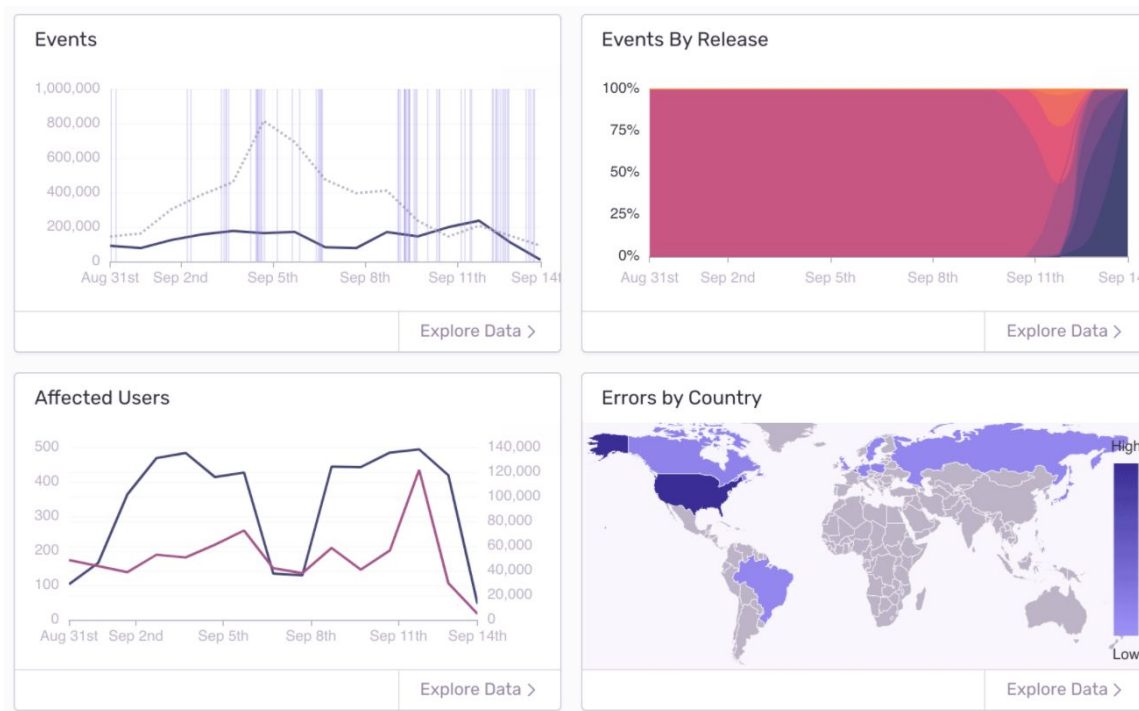 Events
1,000,000
800,000
600,000
400,000
200,000
0
Aug 31st Sep 2nd Sep 5th Sep 8th Sep 11th Sep 14t
Explore Data >
Events By Release
100%
75%
50%
25%
0%
Aug 31st Sep 2nd Sep 5th Sep 8th Sep 11th Sep 14
Explore Data >
Affected Users
500 140,000
400 120,000
100,000
300 80,000
200 60,000
40,000
100 20,000
0 0
Aug 31st Sep 2nd Sep 5th Sep 8th Sep 11th Sep 14th
Explore Data >
Errors by Country
High
Low
Explore Data >